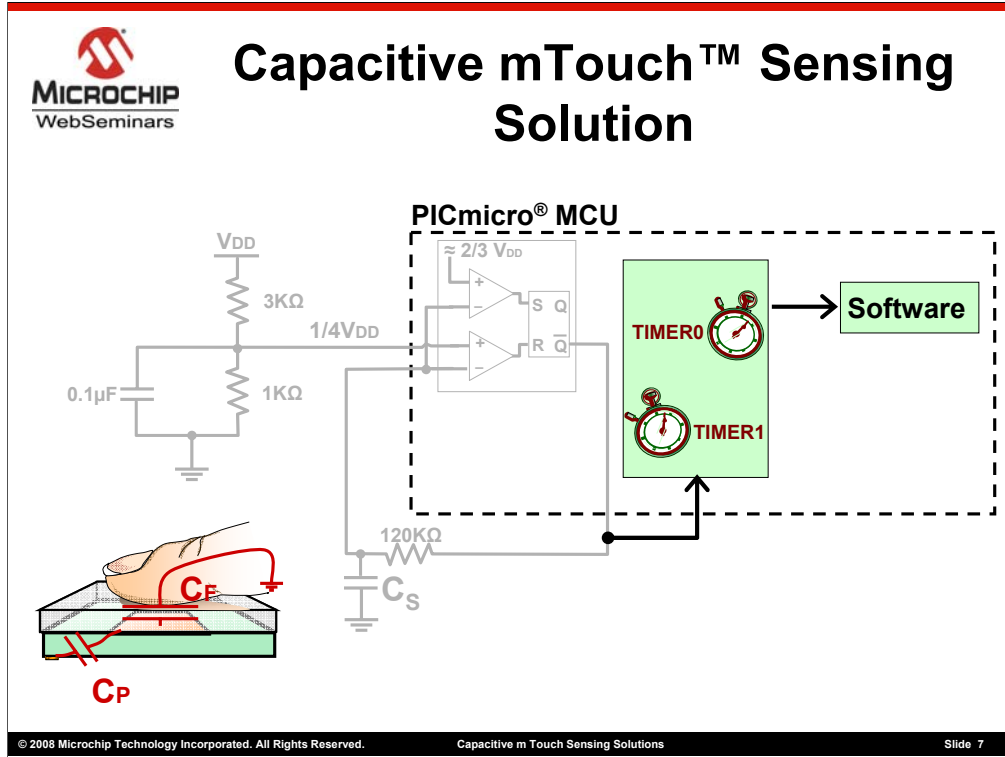 MICROCHIP
WebSeminars
Capacitive mTouch™ Sensing
Solution
PICmicro® MCU
VDD
≈ 2/3 VDD
3KΩ
+
−
S Q
1/4VDD
+
−
R Q̅
0.1µF
1KΩ
TIMER0
Software
TIMER1
120KΩ
CS
CF
CP
© 2008 Microchip Technology Incorporated. All Rights Reserved.
Capacitive m Touch Sensing Solutions
Slide 7